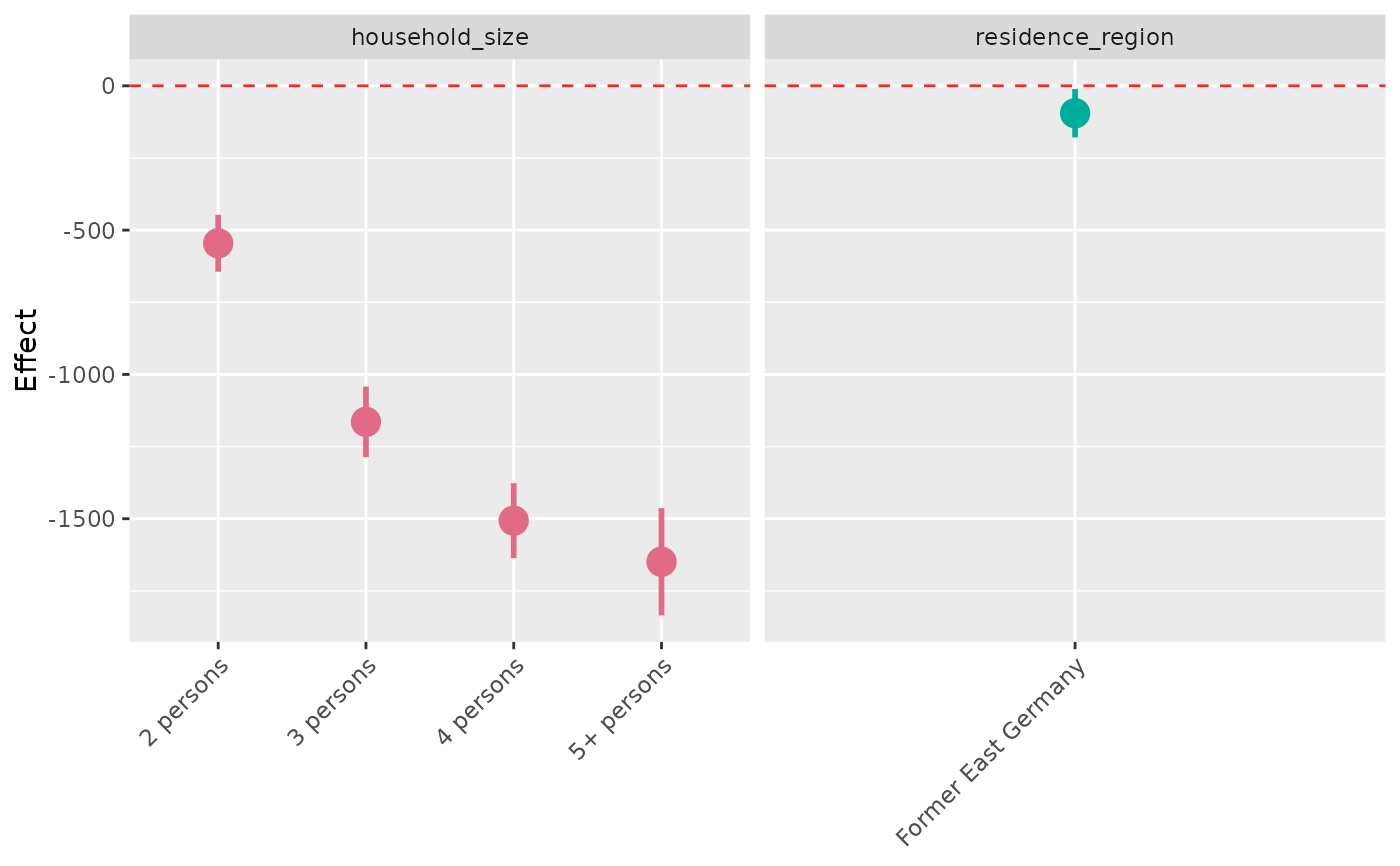 household_size
residence_region
Effect
0
-500
-1000
-1500
2 persons
3 persons
4 persons
5+ persons
Former East Germany